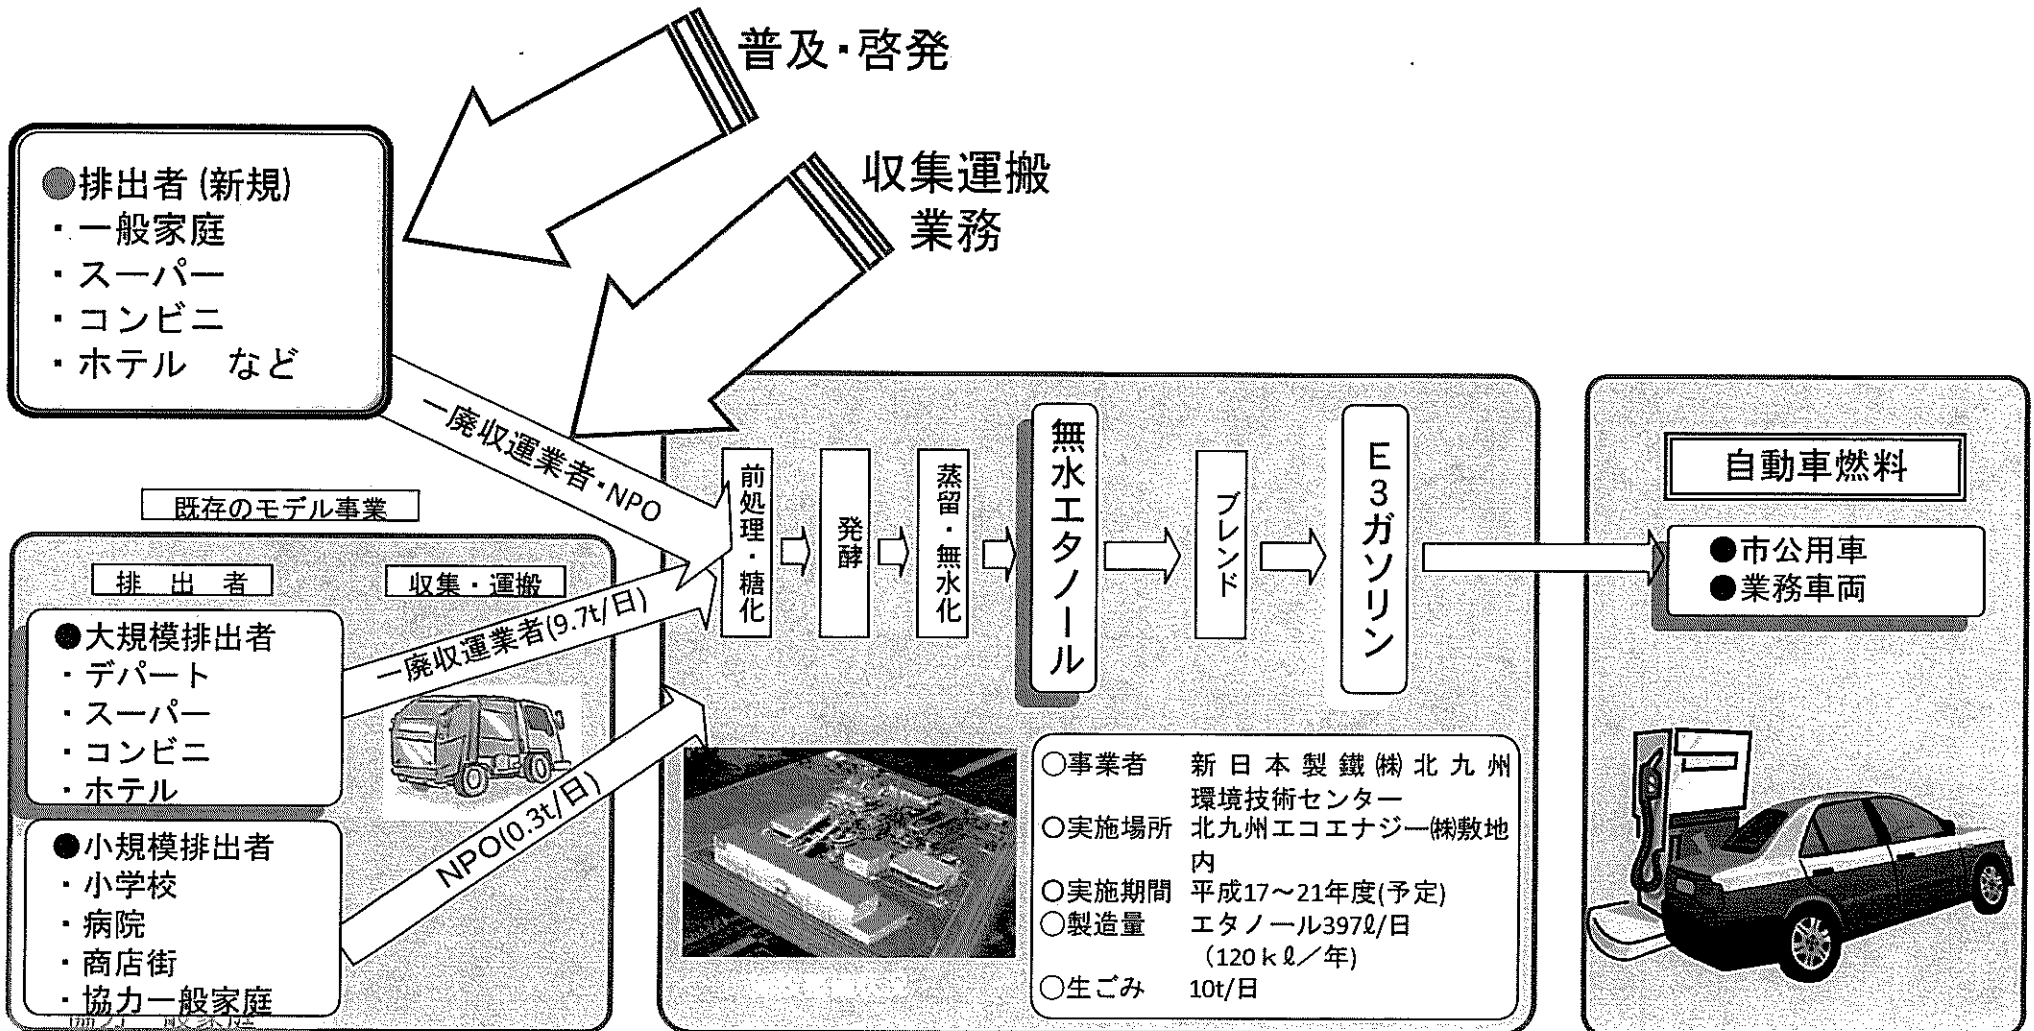 普及・啓発
収集運搬
業務
●排出者(新規)
・一般家庭
・スーパー
・コンビニ
・ホテル　など
一廃収運業者・NPO
既存のモデル事業
排　出　者
収集・運搬
●大規模排出者
・デパート
・スーパー
・コンビニ
・ホテル
一廃収運業者(9.7t/日)
●小規模排出者
・小学校
・病院
・商店街
・協力一般家庭
NPO(0.3t/日)
前処理・糖化
発酵
蒸留・無水化
無水エタノール
ブレンド
E3ガソリン
○事業者　新日本製鐵㈱北九州
環境技術センター
○実施場所　北九州エコエナジー㈱敷地
内
○実施期間　平成17～21年度(予定)
○製造量　エタノール397ℓ/日
（120ｋℓ／年)
○生ごみ　10t/日
自動車燃料
●市公用車
●業務車両